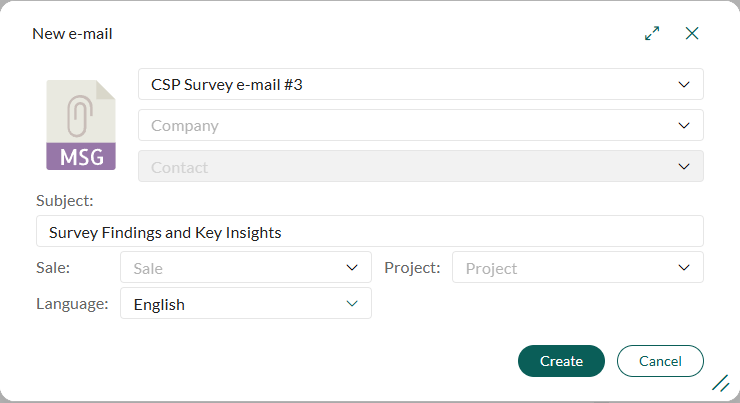 New e-mail
CSP Survey e-mail #3
Company
MSG
Contact
Subject:
Survey Findings and Key Insights
Sale: Sale Project: Project
Language: English
Create Cancel